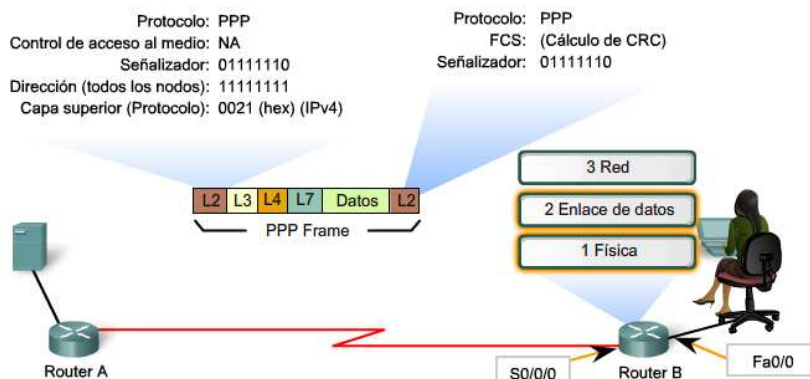 Protocolo: PPP
Control de acceso al medio: NA
Señalizador: 01111110
Dirección (todos los nodos): 11111111
Capa superior (Protocolo): 0021 (hex) (IPv4)
Protocolo: PPP
FCS: (Cálculo de CRC)
Señalizador: 01111110
L2 L3 L4 L7 Datos L2
PPP Frame
3 Red
2 Enlace de datos
1 Física
Router A
Router B
S0/0/0
Fa0/0